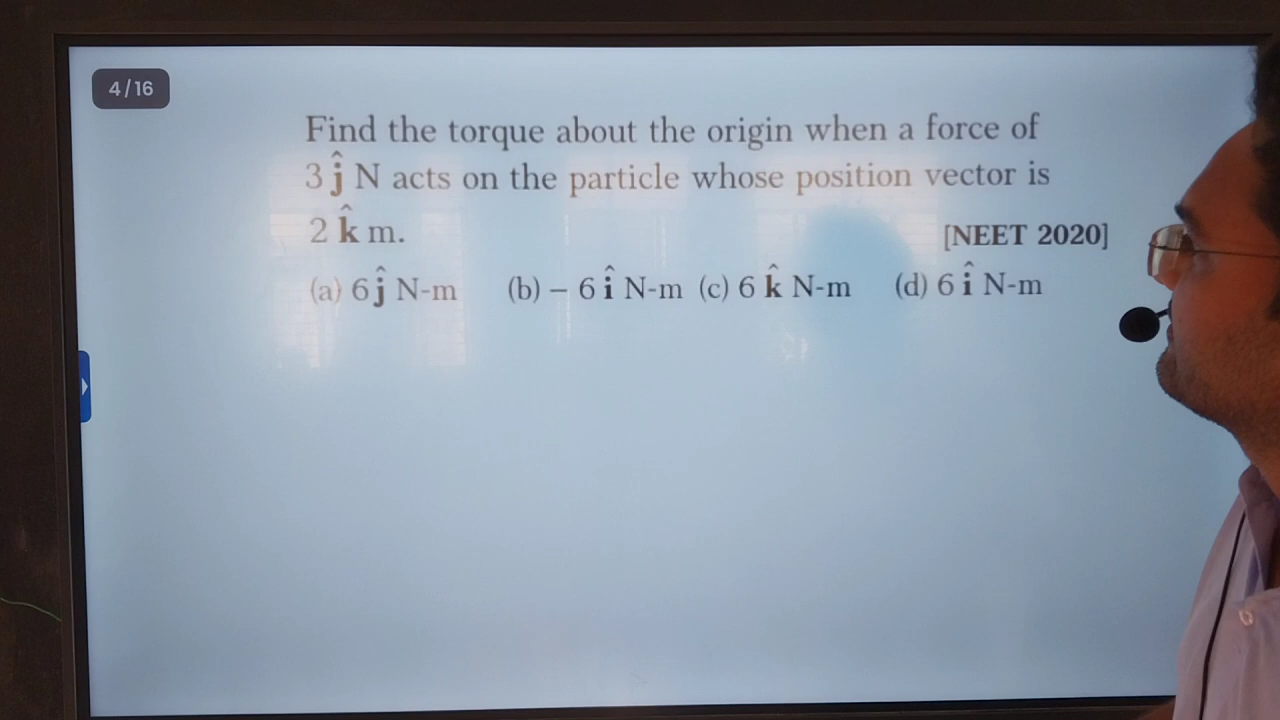 4/16
Find the torque about the origin when a force of
3 ĵ N acts on the particle whose position vector is
2 k̂ m. [NEET 2020]
(a) 6 ĵ N-m (b) – 6 î N-m (c) 6 k̂ N-m (d) 6 î N-m